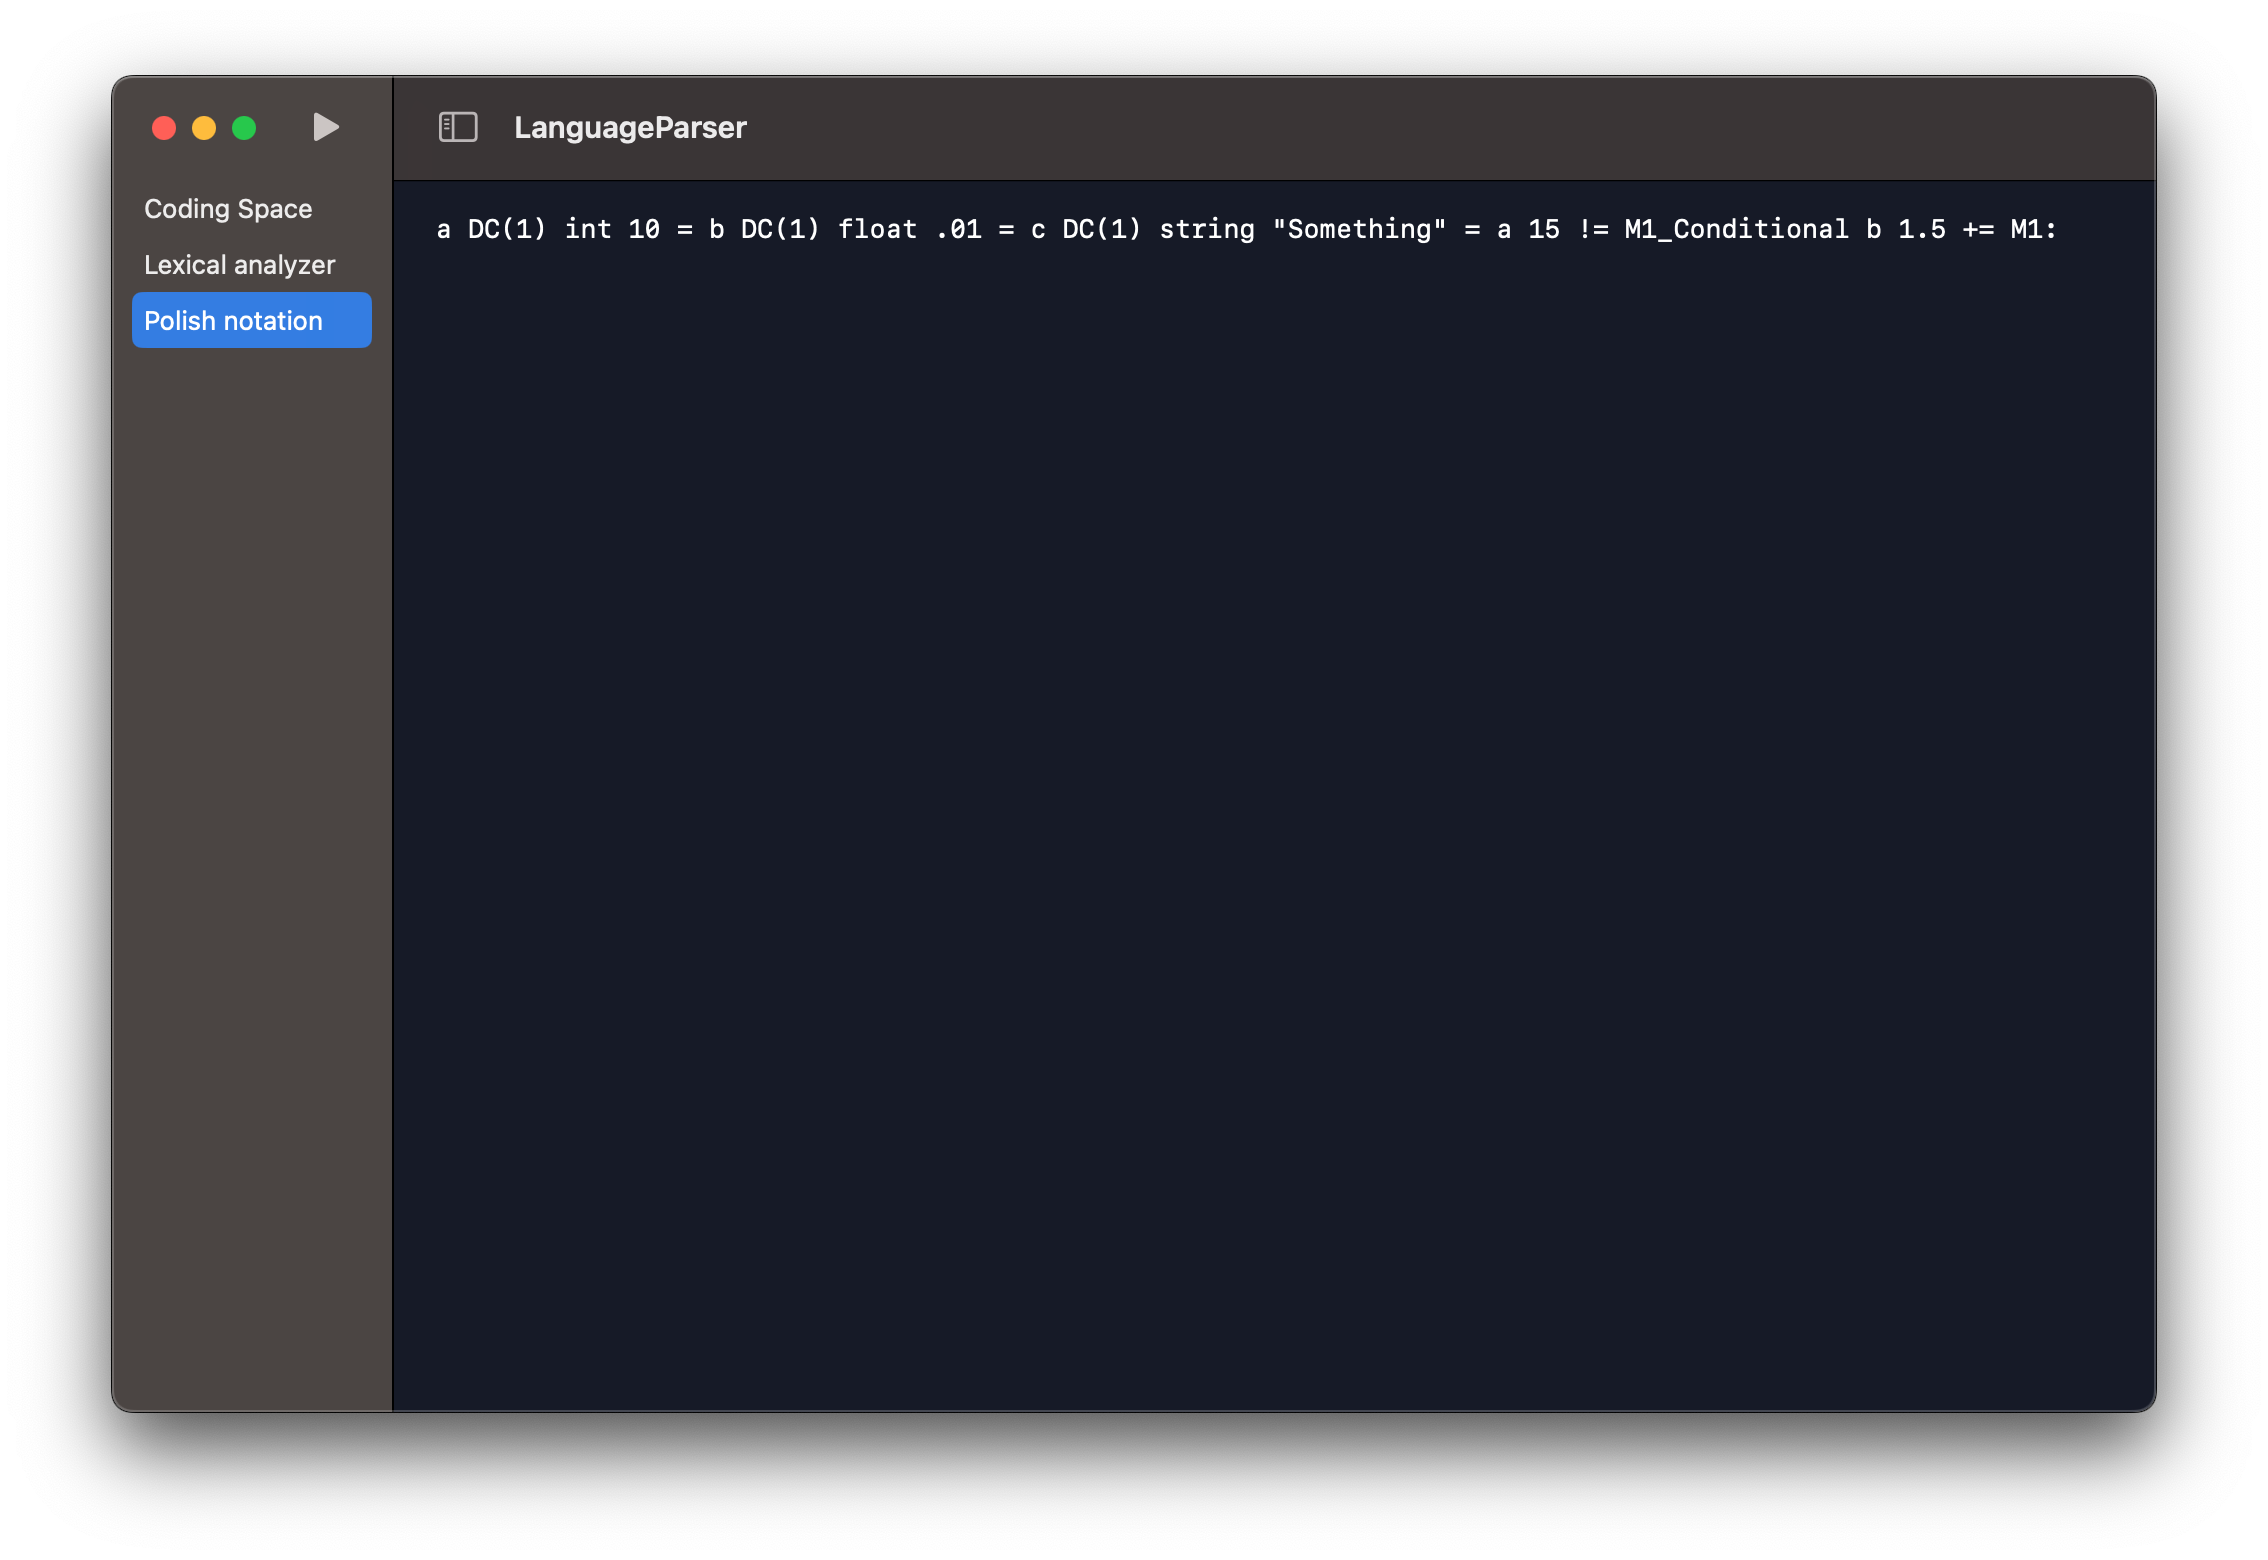 LanguageParser
Coding Space
Lexical analyzer
Polish notation
a DC(1) int 10 = b DC(1) float .01 = c DC(1) string "Something" = a 15 != M1_Conditional b 1.5 += M1: